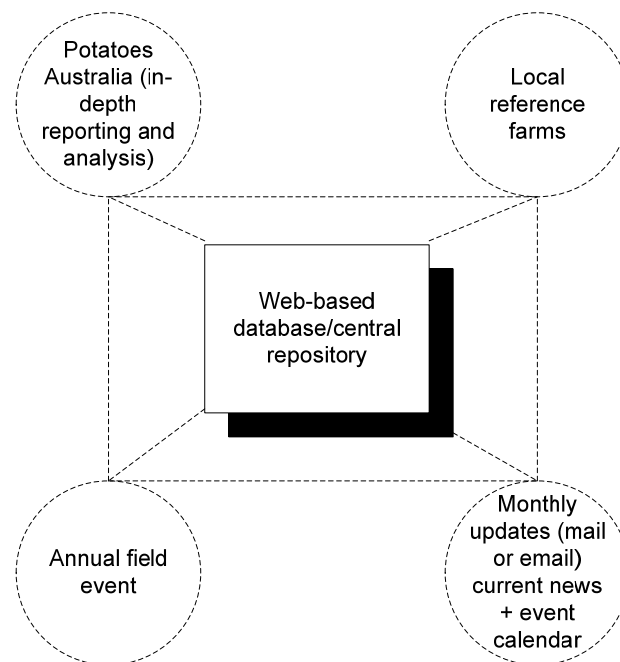 Potatoes
Australia (in-
depth
reporting and
analysis)
Local
reference
farms
Web-based
database/central
repository
Annual field
event
Monthly
updates (mail
or email)
current news
+ event
calendar